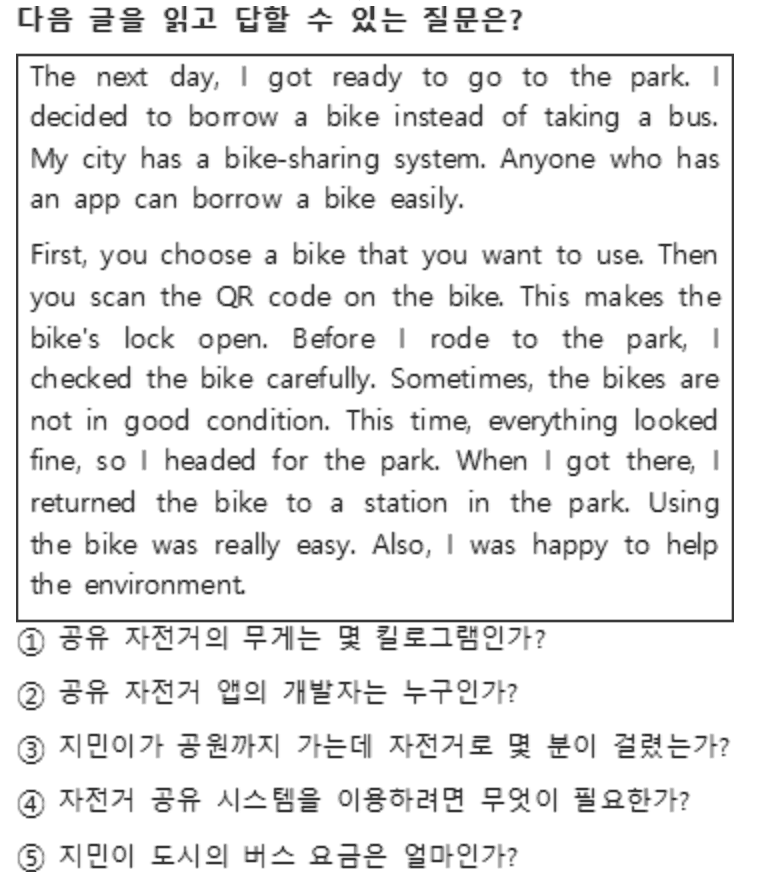 다음 글을 읽고 답할 수 있는 질문은?
The next day, I got ready to go to the park. I
decided to borrow a bike instead of taking a bus.
My city has a bike-sharing system. Anyone who has
an app can borrow a bike easily.
First, you choose a bike that you want to use. Then
you scan the QR code on the bike. This makes the
bike's lock open. Before I rode to the park, I
checked the bike carefully. Sometimes, the bikes are
not in good condition. This time, everything looked
fine, so I headed for the park. When I got there, I
returned the bike to a station in the park. Using
the bike was really easy. Also, I was happy to help
the environment.
① 공유 자전거의 무게는 몇 킬로그램인가?
② 공유 자전거 앱의 개발자는 누구인가?
③ 지민이가 공원까지 가는데 자전거로 몇 분이 걸렸는가?
④ 자전거 공유 시스템을 이용하려면 무엇이 필요한가?
⑤ 지민이 도시의 버스 요금은 얼마인가?